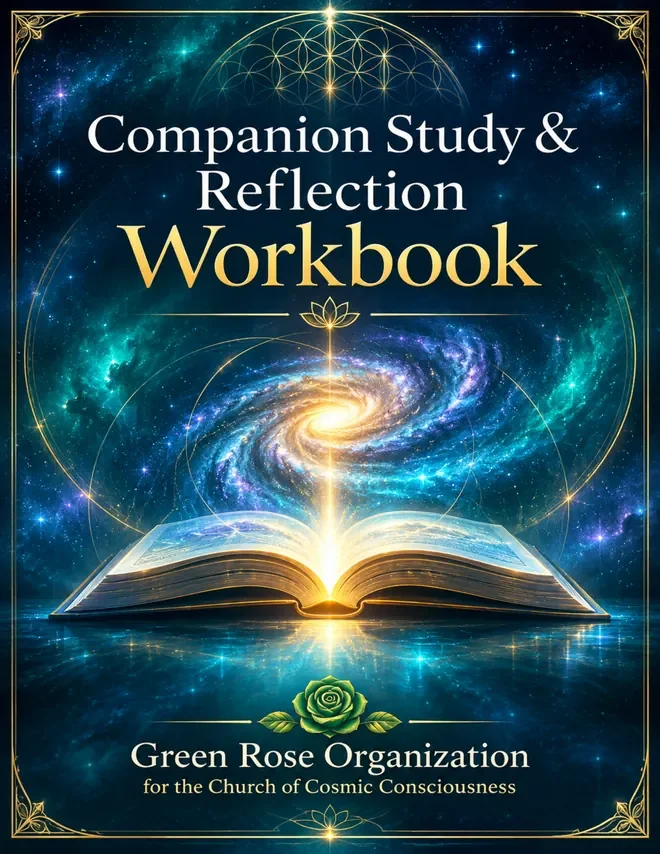 Companion Study &
Reflection
Workbook
Green Rose Organization
for the Church of Cosmic Consciousness